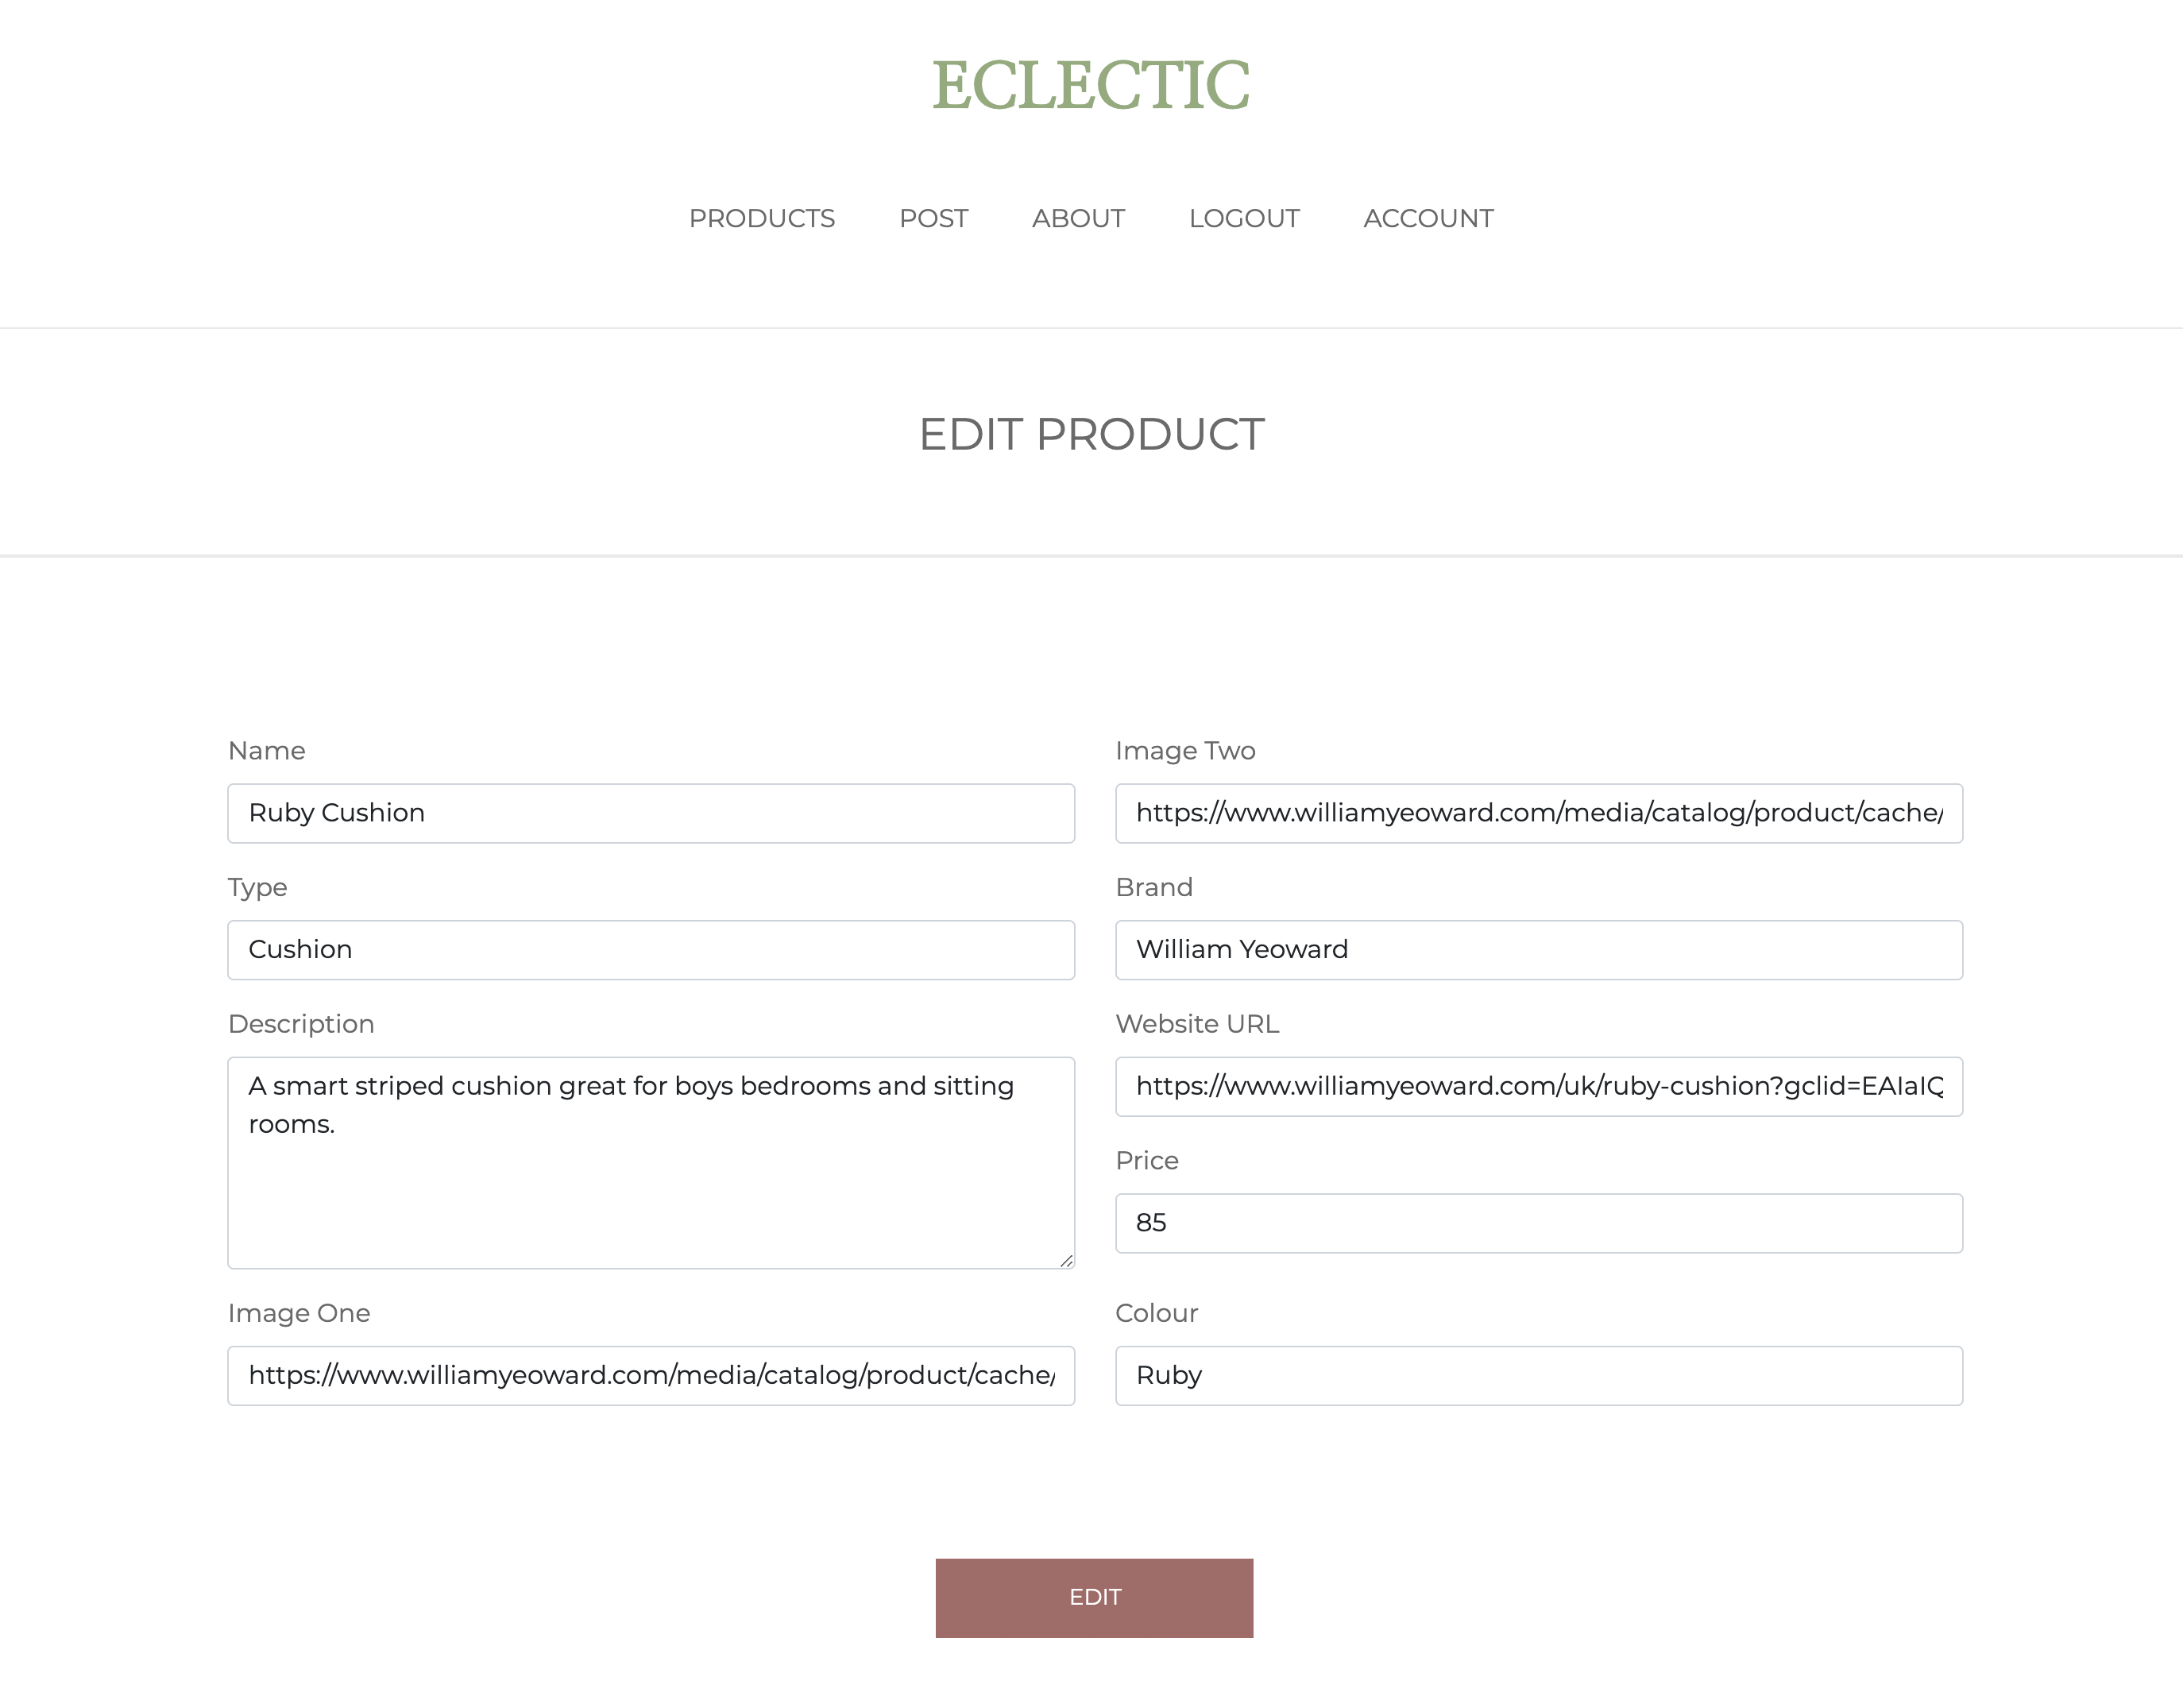 ECLECTIC
PRODUCTS POST ABOUT LOGOUT ACCOUNT
EDIT PRODUCT
Name
Ruby Cushion
Type
Cushion
Description
A smart striped cushion great for boys bedrooms and sitting
rooms.
Image One
https://www.williamyeoward.com/media/catalog/product/cache/
Image Two
https://www.williamyeoward.com/media/catalog/product/cache/
Brand
William Yeoward
Website URL
https://www.williamyeoward.com/uk/ruby-cushion?gclid=EAIaIQ
Price
85
Colour
Ruby
EDIT